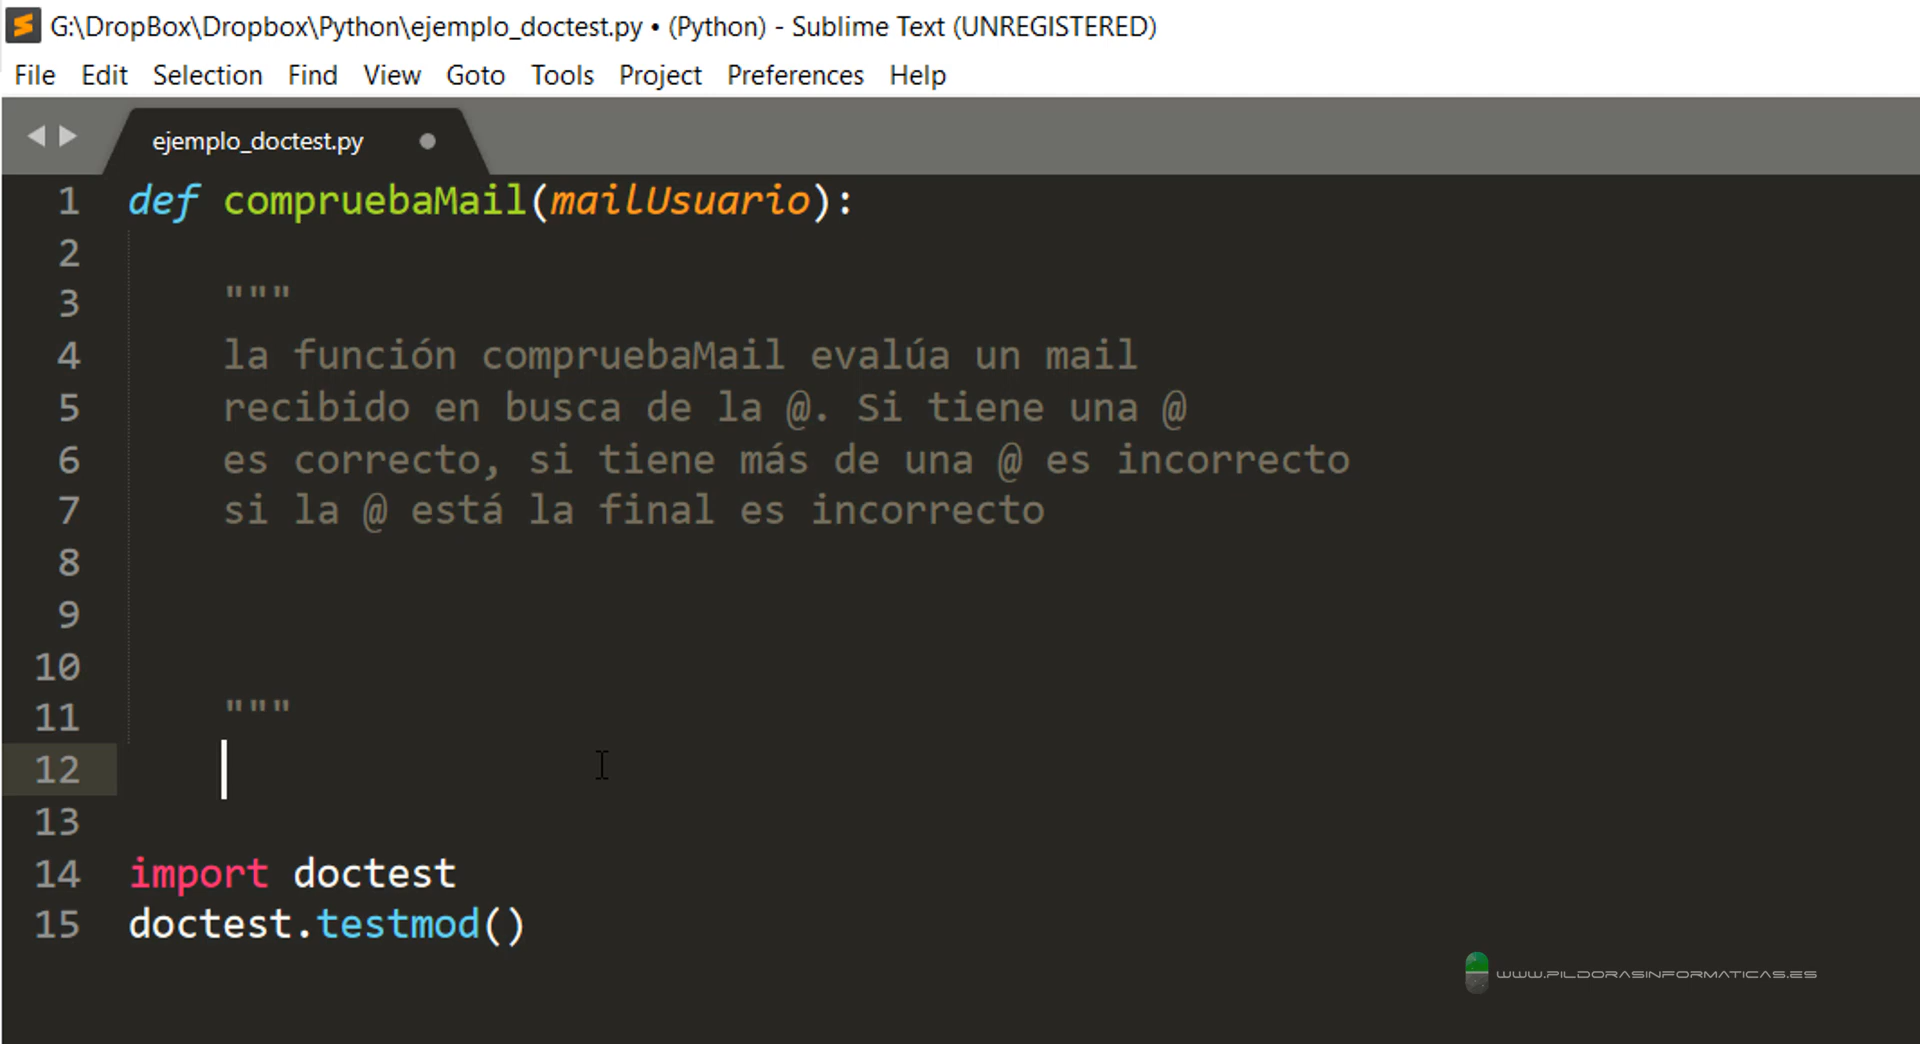 G:\DropBox\Dropbox\Python\ejemplo_doctest.py • (Python) - Sublime Text (UNREGISTERED)
File Edit Selection Find View Goto Tools Project Preferences Help
ejemplo_doctest.py
1 def compruebaMail(mailUsuario):
2
3 """
4 la función compruebaMail evalúa un mail
5 recibido en busca de la @. Si tiene una @
6 es correcto, si tiene más de una @ es incorrecto
7 si la @ está la final es incorrecto
8
9
10
11 """
12
13
14 import doctest
15 doctest.testmod()
WWW.PILDORASINFORMATICAS.ES